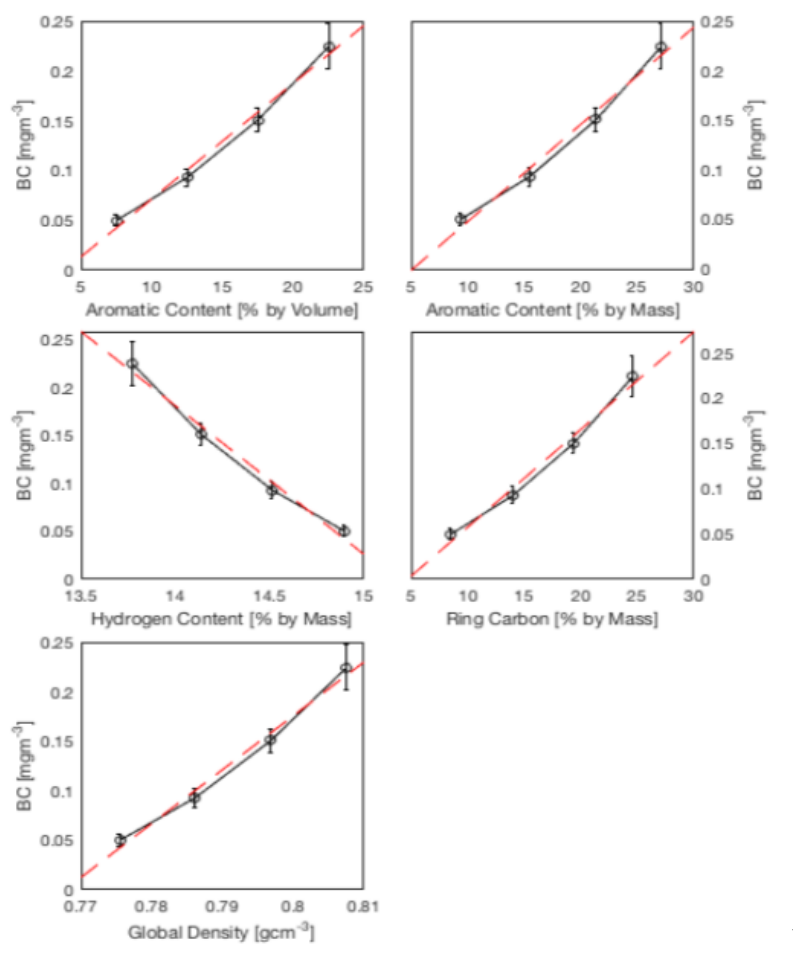 0.25
0.2
0.15
0.1
0.05
0
BC [mgm⁻³]
5 10 15 20 25
Aromatic Content [% by Volume]
0.25
0.2
0.15
0.1
0.05
0
BC [mgm⁻³]
5 10 15 20 25 30
Aromatic Content [% by Mass]
0.25
0.2
0.15
0.1
0.05
0
BC [mgm⁻³]
13.5 14 14.5 15
Hydrogen Content [% by Mass]
0.25
0.2
0.15
0.1
0.05
0
BC [mgm⁻³]
5 10 15 20 25 30
Ring Carbon [% by Mass]
0.25
0.2
0.15
0.1
0.05
0
BC [mgm⁻³]
0.77 0.78 0.79 0.8 0.81
Global Density [gcm⁻³]